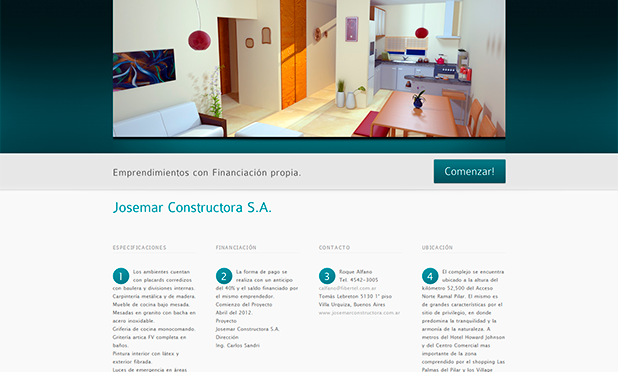 Emprendimientos con Financiación propia.
Comenzar!
Josemar Constructora S.A.
ESPECIFICACIONES
1 Los ambientes cuentan
con placards corredizos
con baulera y divisiones internas.
Carpintería metálica y de madera.
Mueble de cocina bajo mesada.
Mesadas en granito con bacha en
acero inoxidable.
Grifería de cocina monocomando.
Gritería artica FV completa en
baños.
Pintura interior con látex y
exterior fibrada.
Luces de emergencia en áreas
FINANCIACIÓN
2 La forma de pago se
realiza con un anticipo
del 40% y el saldo financiado por
el mismo emprendedor.
Comienzo del Proyecto
Abril del 2012.
Proyecto
Josemar Constructora S.A.
Dirección
Ing. Carlos Sandri
CONTACTO
3 Roque Alfano
Tel. 4542-3005
calfano@fibertel.com.ar
Tomás Lebreton 5130 1° piso
Villa Urquiza, Buenos Aires
www.josemarconstructora.com.ar
UBICACIÓN
4 El complejo se encuentra
ubicado a la altura del
kilómetro 52,500 del Acceso
Norte Ramal Pilar. El mismo es
de grandes características por el
sitio de privilegio, en donde
predomina la tranquilidad y la
armonía de la naturaleza. A
metros del Hotel Howard Johnson
y del Centro Comercial mas
importante de la zona
comprendido por el shopping Las
Palmas del Pilar y los Village